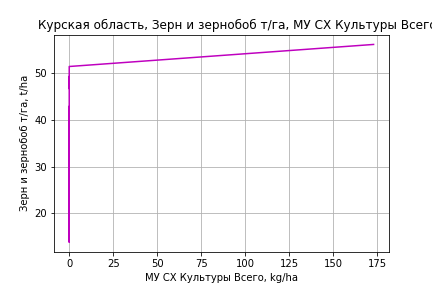 Курская область, Зерн и зернобоб т/га, МУ СХ Культуры Всего
50
40
30
20
Зерн и зернобоб т/га, t/ha
0 25 50 75 100 125 150 175
МУ СХ Культуры Всего, kg/ha